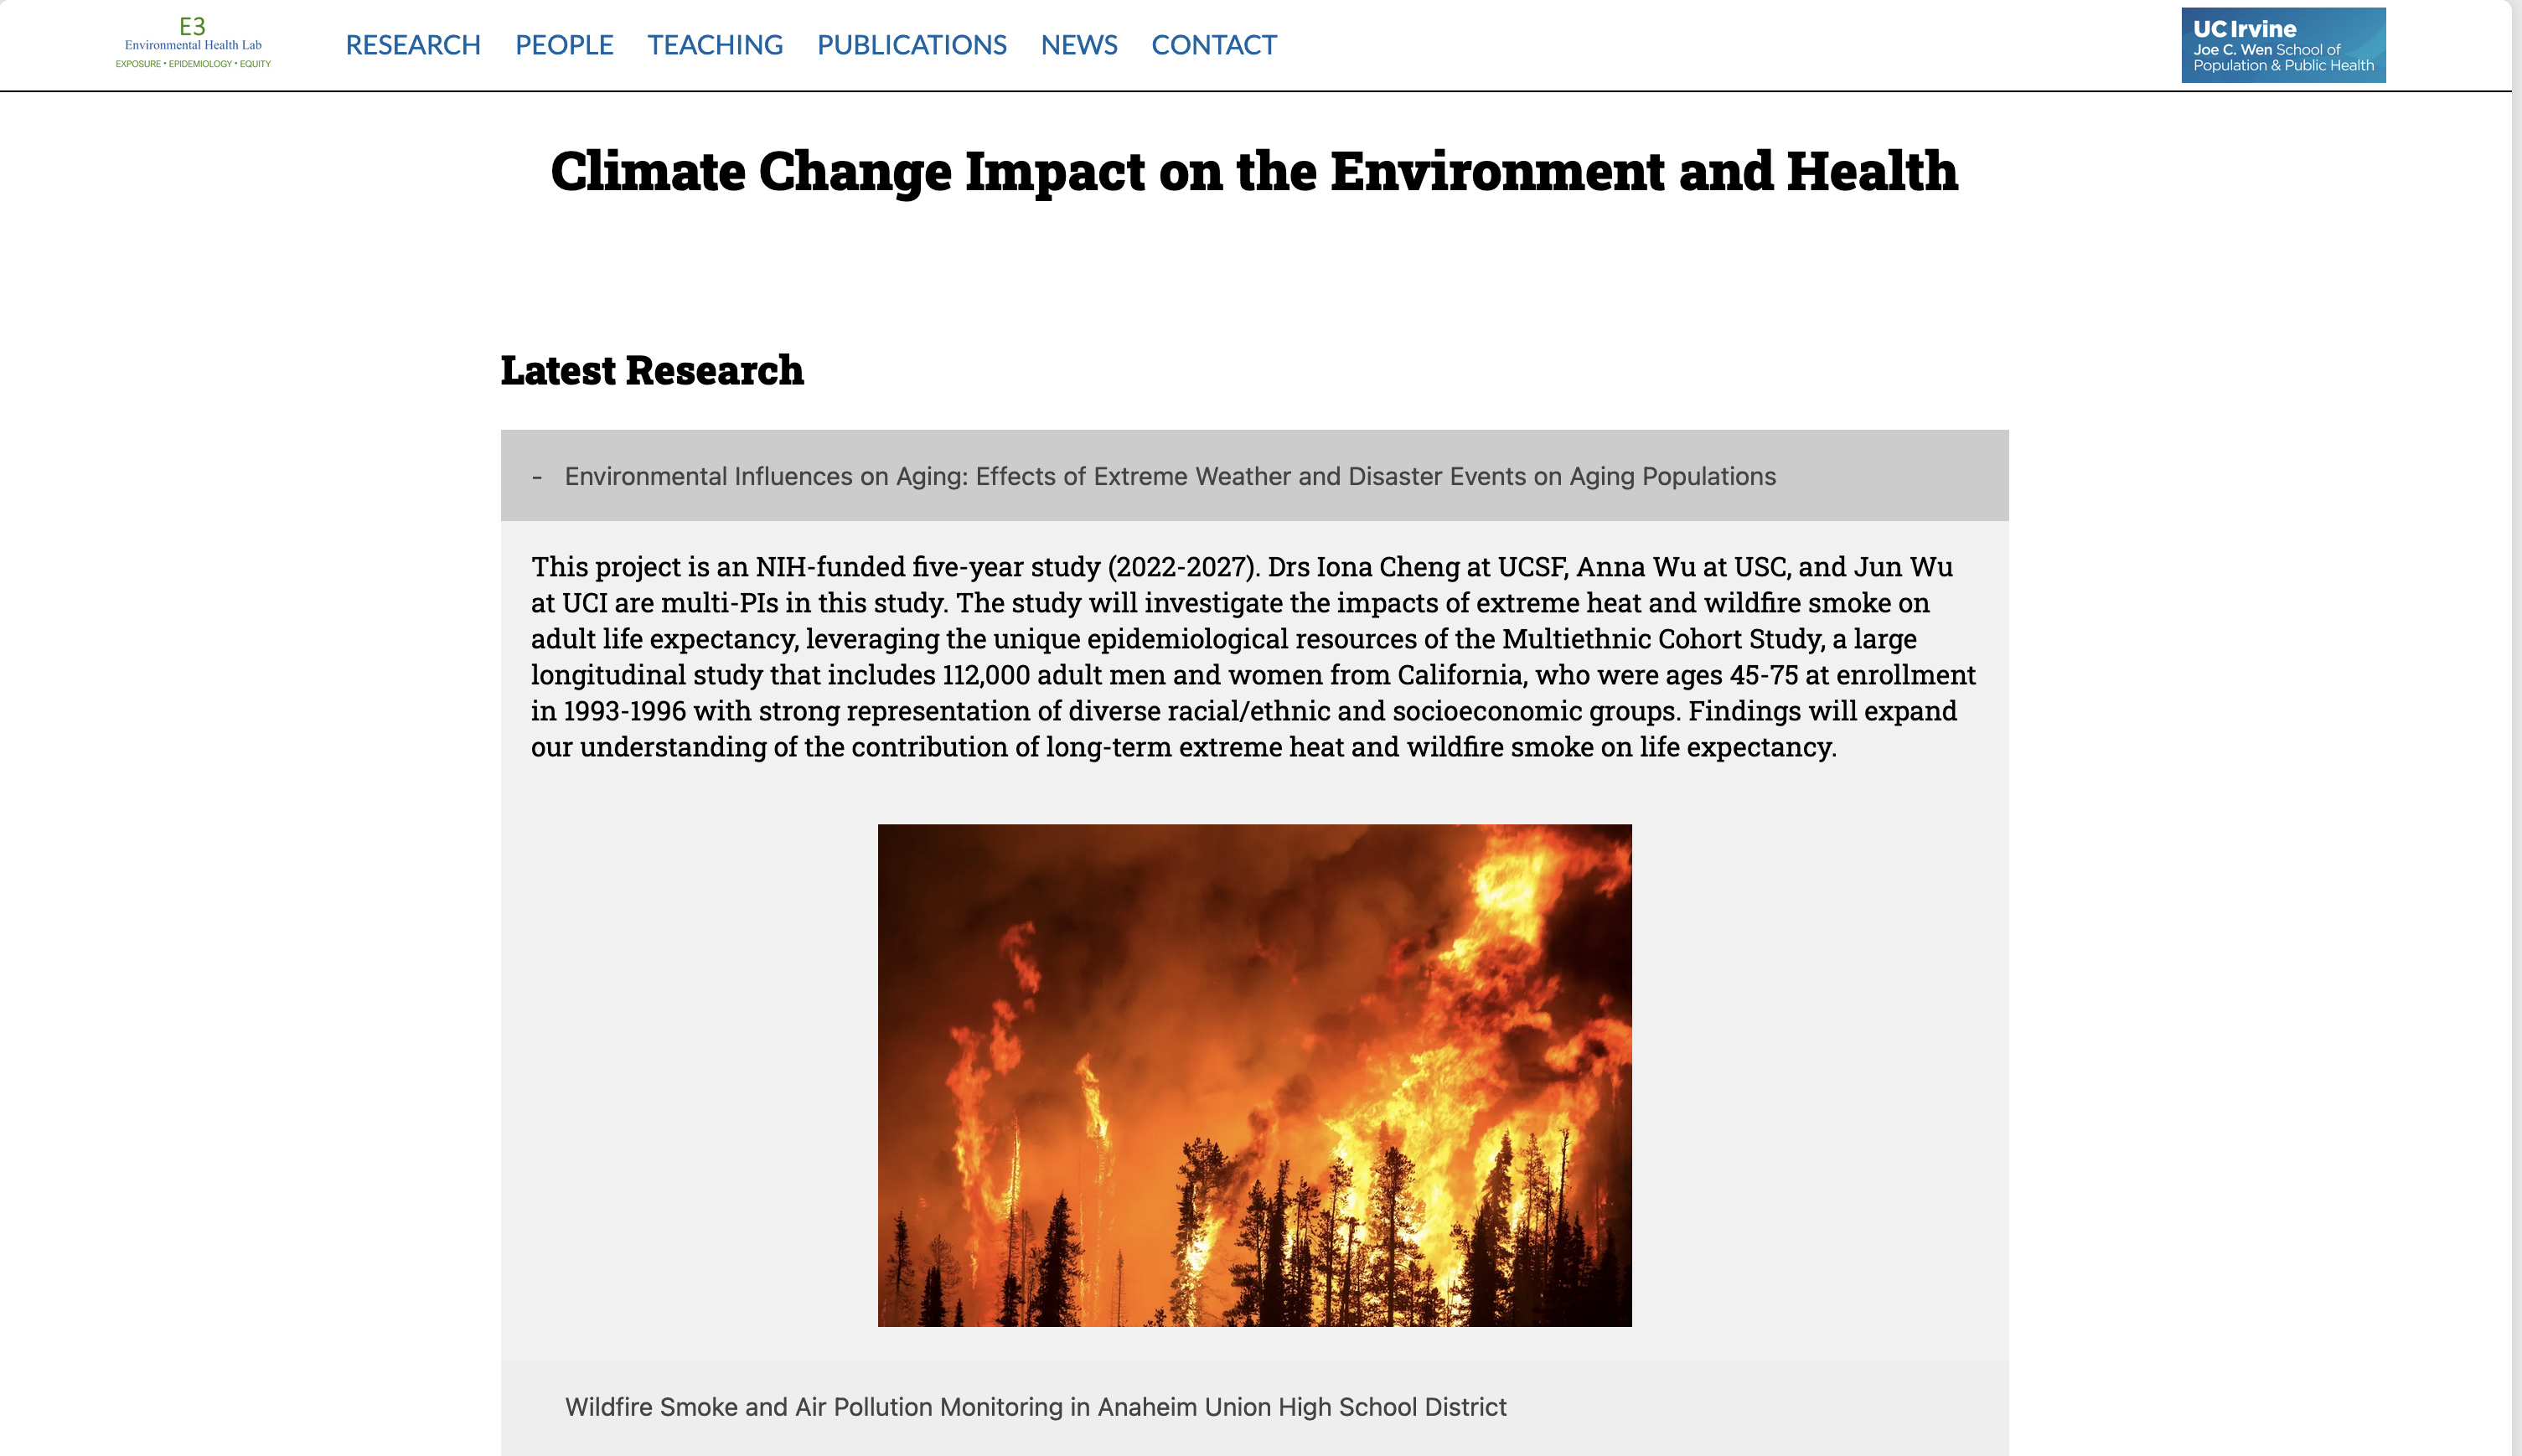 E3
Environmental Health Lab
EXPOSURE • EPIDEMIOLOGY • EQUITY
RESEARCH PEOPLE TEACHING PUBLICATIONS NEWS CONTACT
UC Irvine
Joe C. Wen School of
Population & Public Health
Climate Change Impact on the Environment and Health
Latest Research
- Environmental Influences on Aging: Effects of Extreme Weather and Disaster Events on Aging Populations
This project is an NIH-funded five-year study (2022-2027). Drs Iona Cheng at UCSF, Anna Wu at USC, and Jun Wu
at UCI are multi-PIs in this study. The study will investigate the impacts of extreme heat and wildfire smoke on
adult life expectancy, leveraging the unique epidemiological resources of the Multiethnic Cohort Study, a large
longitudinal study that includes 112,000 adult men and women from California, who were ages 45-75 at enrollment
in 1993-1996 with strong representation of diverse racial/ethnic and socioeconomic groups. Findings will expand
our understanding of the contribution of long-term extreme heat and wildfire smoke on life expectancy.
Wildfire Smoke and Air Pollution Monitoring in Anaheim Union High School District